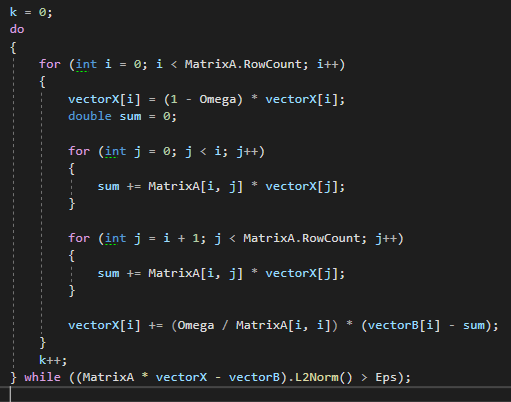 k = 0;
do
{
for (int i = 0; i < MatrixA.RowCount; i++)
{
vectorX[i] = (1 - Omega) * vectorX[i];
double sum = 0;
for (int j = 0; j < i; j++)
{
sum += MatrixA[i, j] * vectorX[j];
}
for (int j = i + 1; j < MatrixA.RowCount; j++)
{
sum += MatrixA[i, j] * vectorX[j];
}
vectorX[i] += (Omega / MatrixA[i, i]) * (vectorB[i] - sum);
}
k++;
} while ((MatrixA * vectorX - vectorB).L2Norm() > Eps);